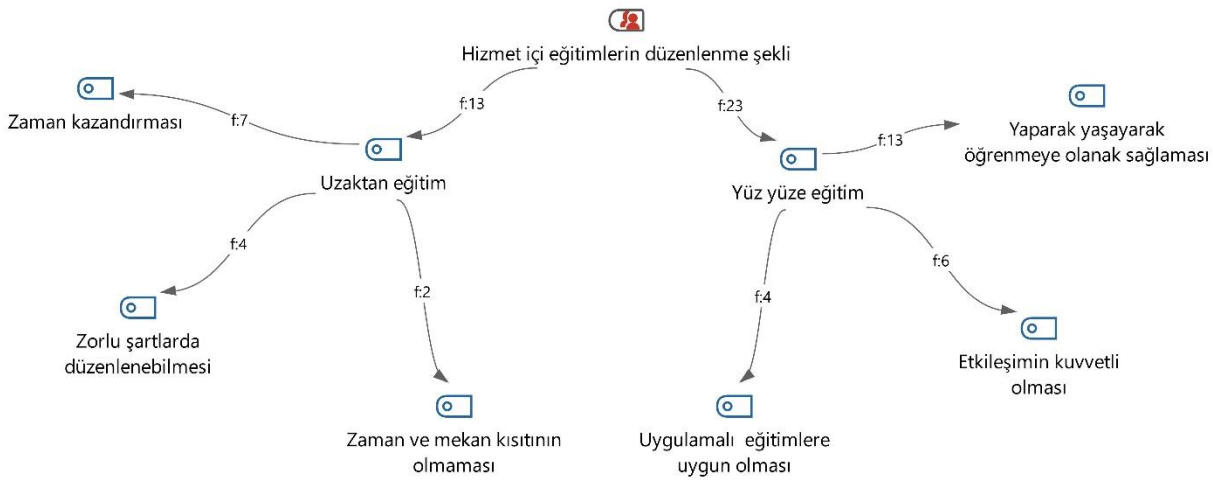 Hizmet içi eğitimlerin düzenlenme şekli
f:13
f:23
Zaman kazandırması
f:7
Uzaktan eğitim
Yüz yüze eğitim
f:13
Yaparak yaşayarak
öğrenmeye olanak sağlaması
f:4
f:2
f:4
f:6
Zorlu şartlarda
düzenlenebilmesi
Zaman ve mekan kısıtının
olmaması
Uygulamalı eğitimlere
uygun olması
Etkileşimin kuvvetli
olması